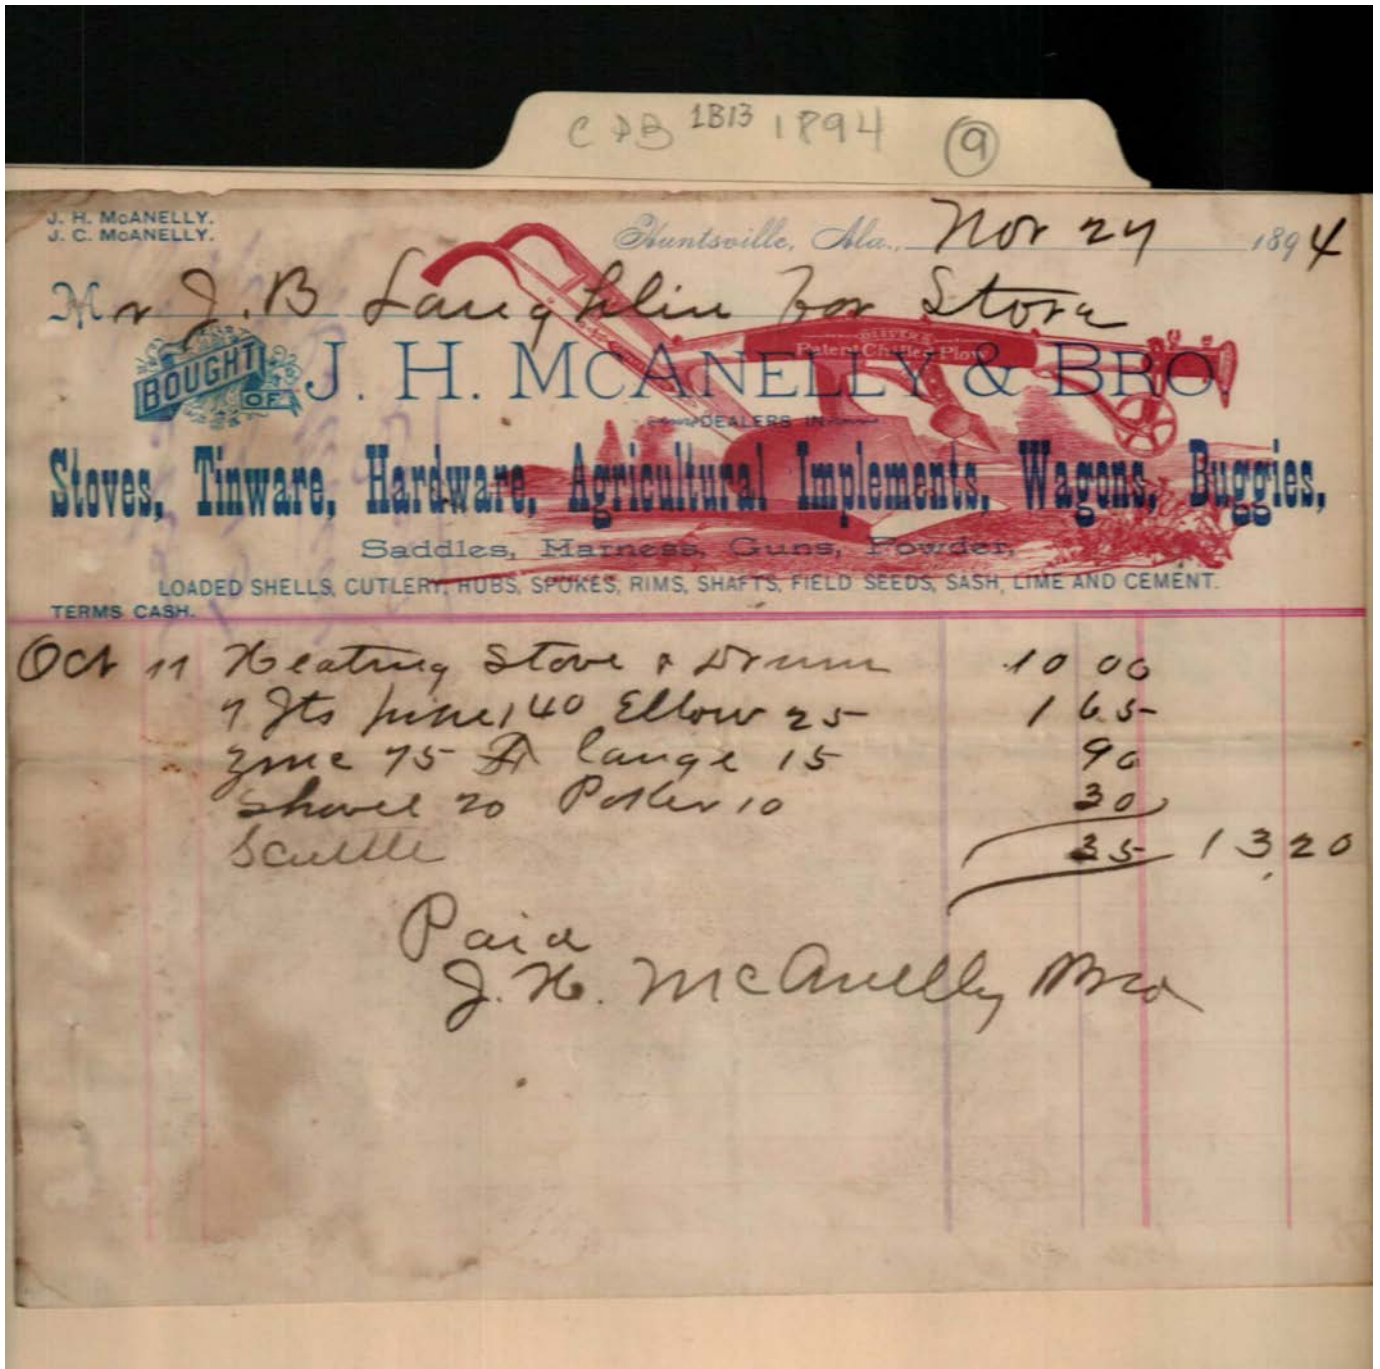 C & B 1B13 1894 9
J. H. McANELLY.
J. C. McANELLY.
Huntsville, Ala., Nov 27 1894
Mr J. B Laughlin for Store
BOUGHT OF J. H. McANELLY & BRO.
OLIVER'S
Patent Chilled Plow
DEALERS IN
Stoves, Tinware, Hardware, Agricultural Implements, Wagons, Buggies,
Saddles, Harness, Guns, Powder,
LOADED SHELLS, CUTLERY, HUBS, SPOKES, RIMS, SHAFTS, FIELD SEEDS, SASH, LIME AND CEMENT.
TERMS CASH.
Oct 11 Heating Stove & Drum 10 00
7 Jts pipe 140 Elbow 25 1 65
Zinc 75 Flange 15 90
Shovel 20 Poker 10 30
Scuttle 35 13 20
Paid
J. H. McAnelly & Bro